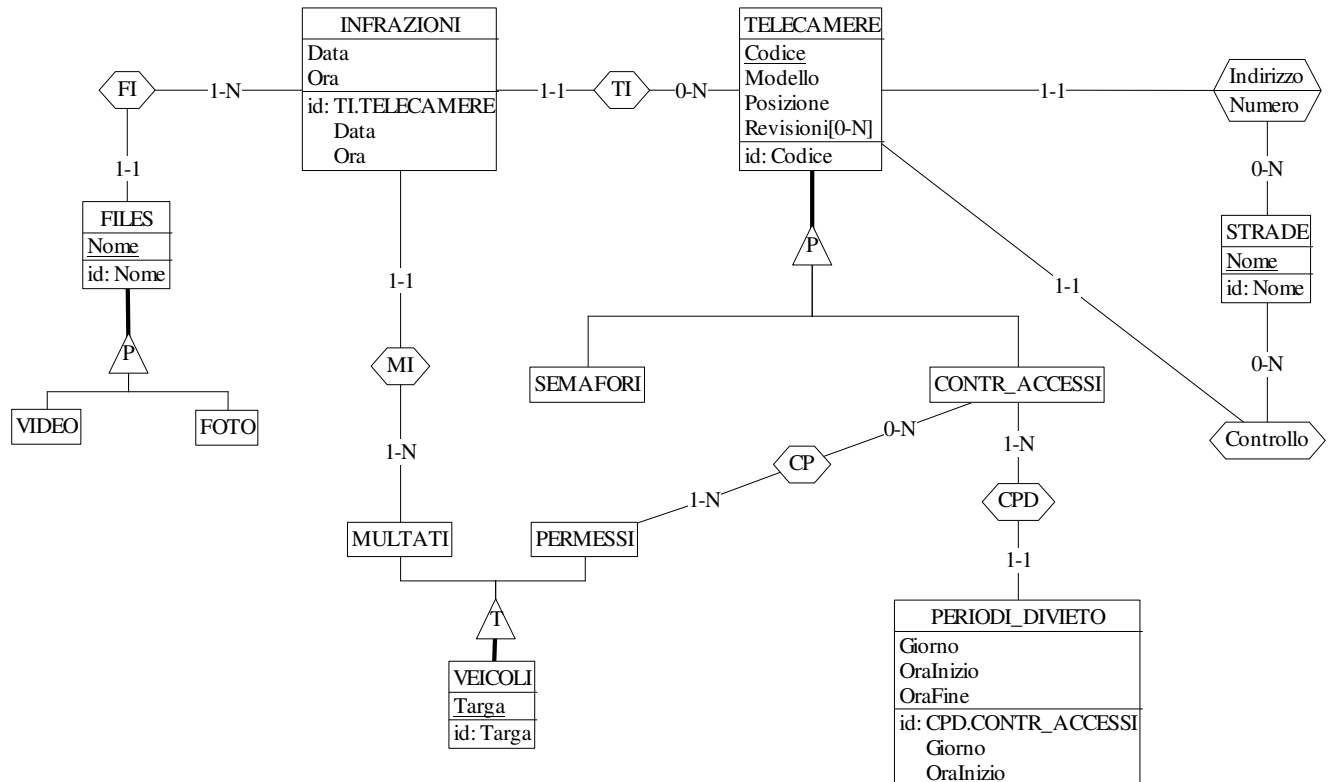 INFRAZIONI
Data
Ora
id: TI.TELECAMERE
Data
Ora
TELECAMERE
Codice
Modello
Posizione
Revisioni[0-N]
id: Codice
Indirizzo
Numero
FI
1-N
1-1
TI
0-N
1-1
1-1
FILES
Nome
id: Nome
P
VIDEO
FOTO
1-1
MI
1-N
P
SEMAFORI
CONTR_ACCESSI
1-1
0-N
STRADE
Nome
id: Nome
0-N
Controllo
0-N
CP
1-N
1-N
CPD
1-1
MULTATI
PERMESSI
T
VEICOLI
Targa
id: Targa
PERIODI_DIVIETO
Giorno
OraInizio
OraFine
id: CPD.CONTR_ACCESSI
Giorno
OraInizio